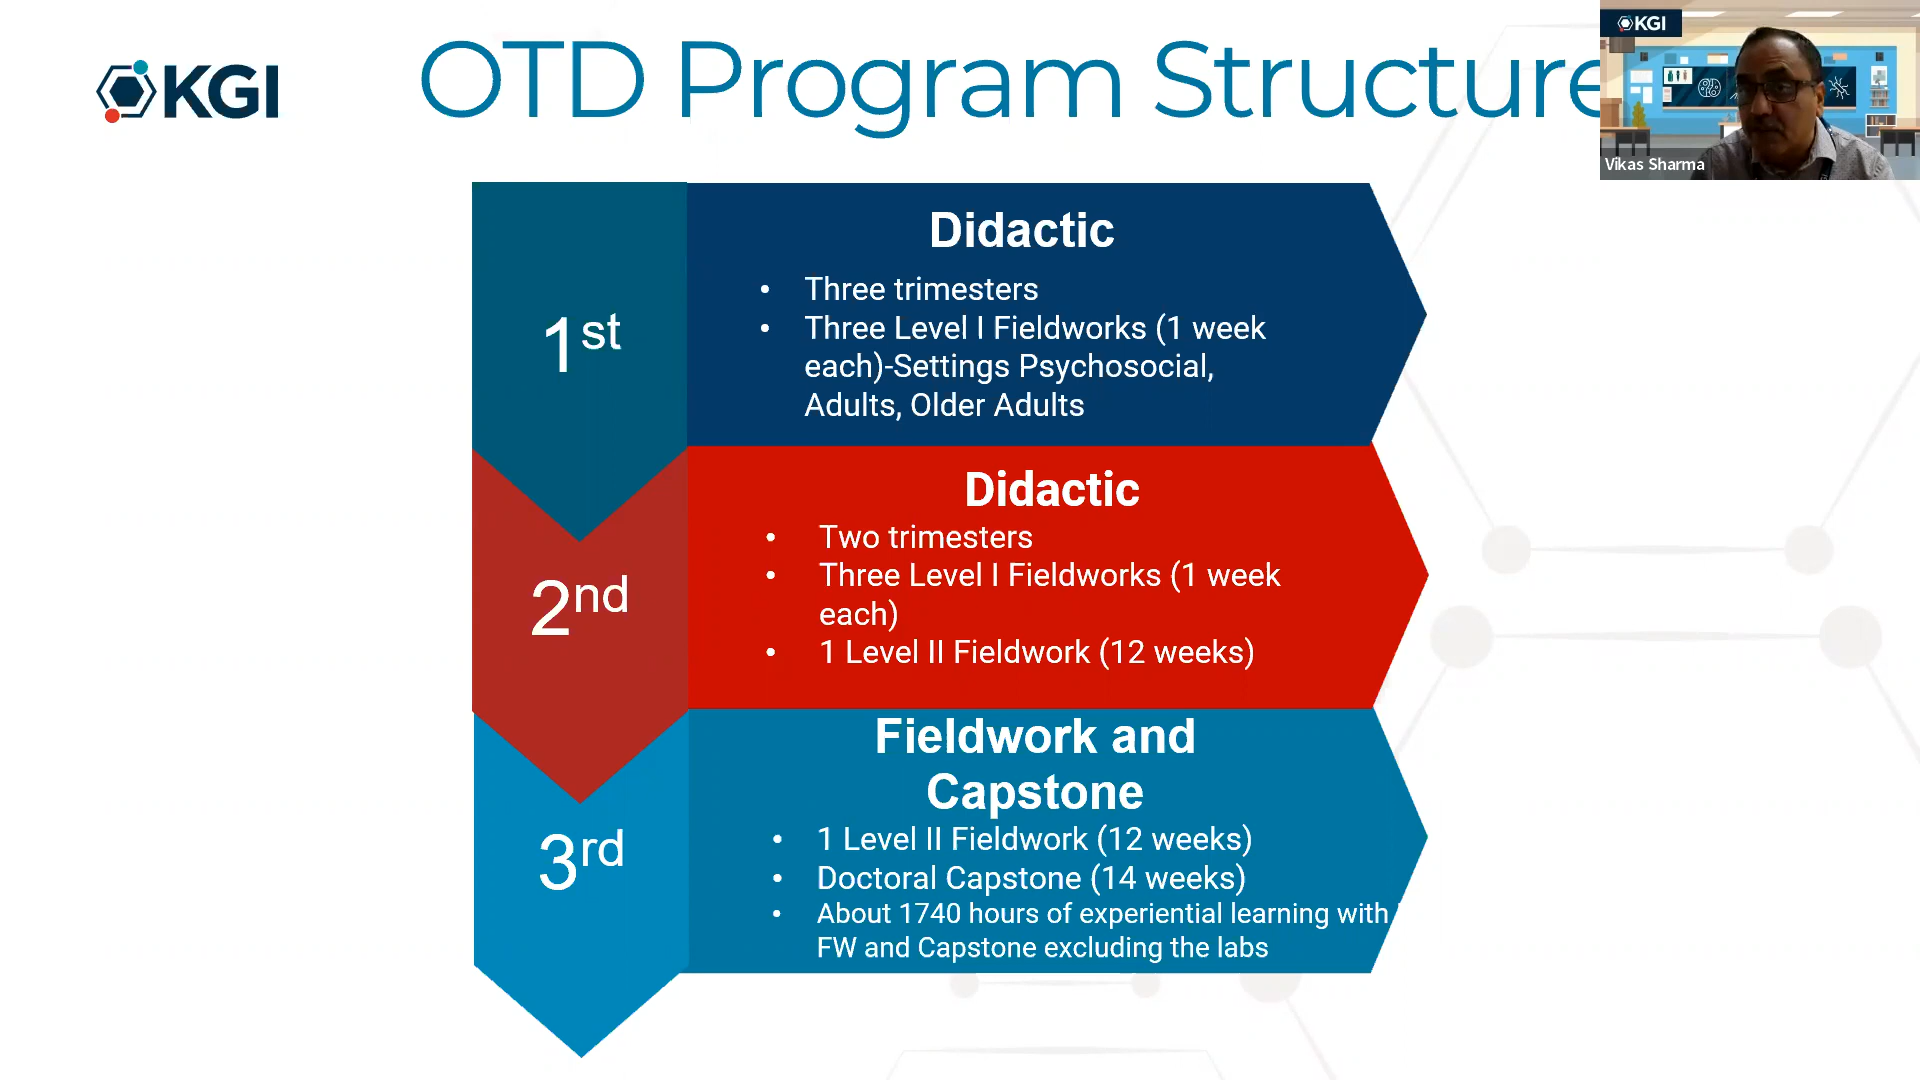 KGI
OTD Program Structure
KGI
Vikas Sharma
1st
Didactic
• Three trimesters
• Three Level I Fieldworks (1 week
each)-Settings Psychosocial,
Adults, Older Adults
2nd
Didactic
• Two trimesters
• Three Level I Fieldworks (1 week
each)
• 1 Level II Fieldwork (12 weeks)
3rd
Fieldwork and
Capstone
• 1 Level II Fieldwork (12 weeks)
• Doctoral Capstone (14 weeks)
• About 1740 hours of experiential learning with
FW and Capstone excluding the labs